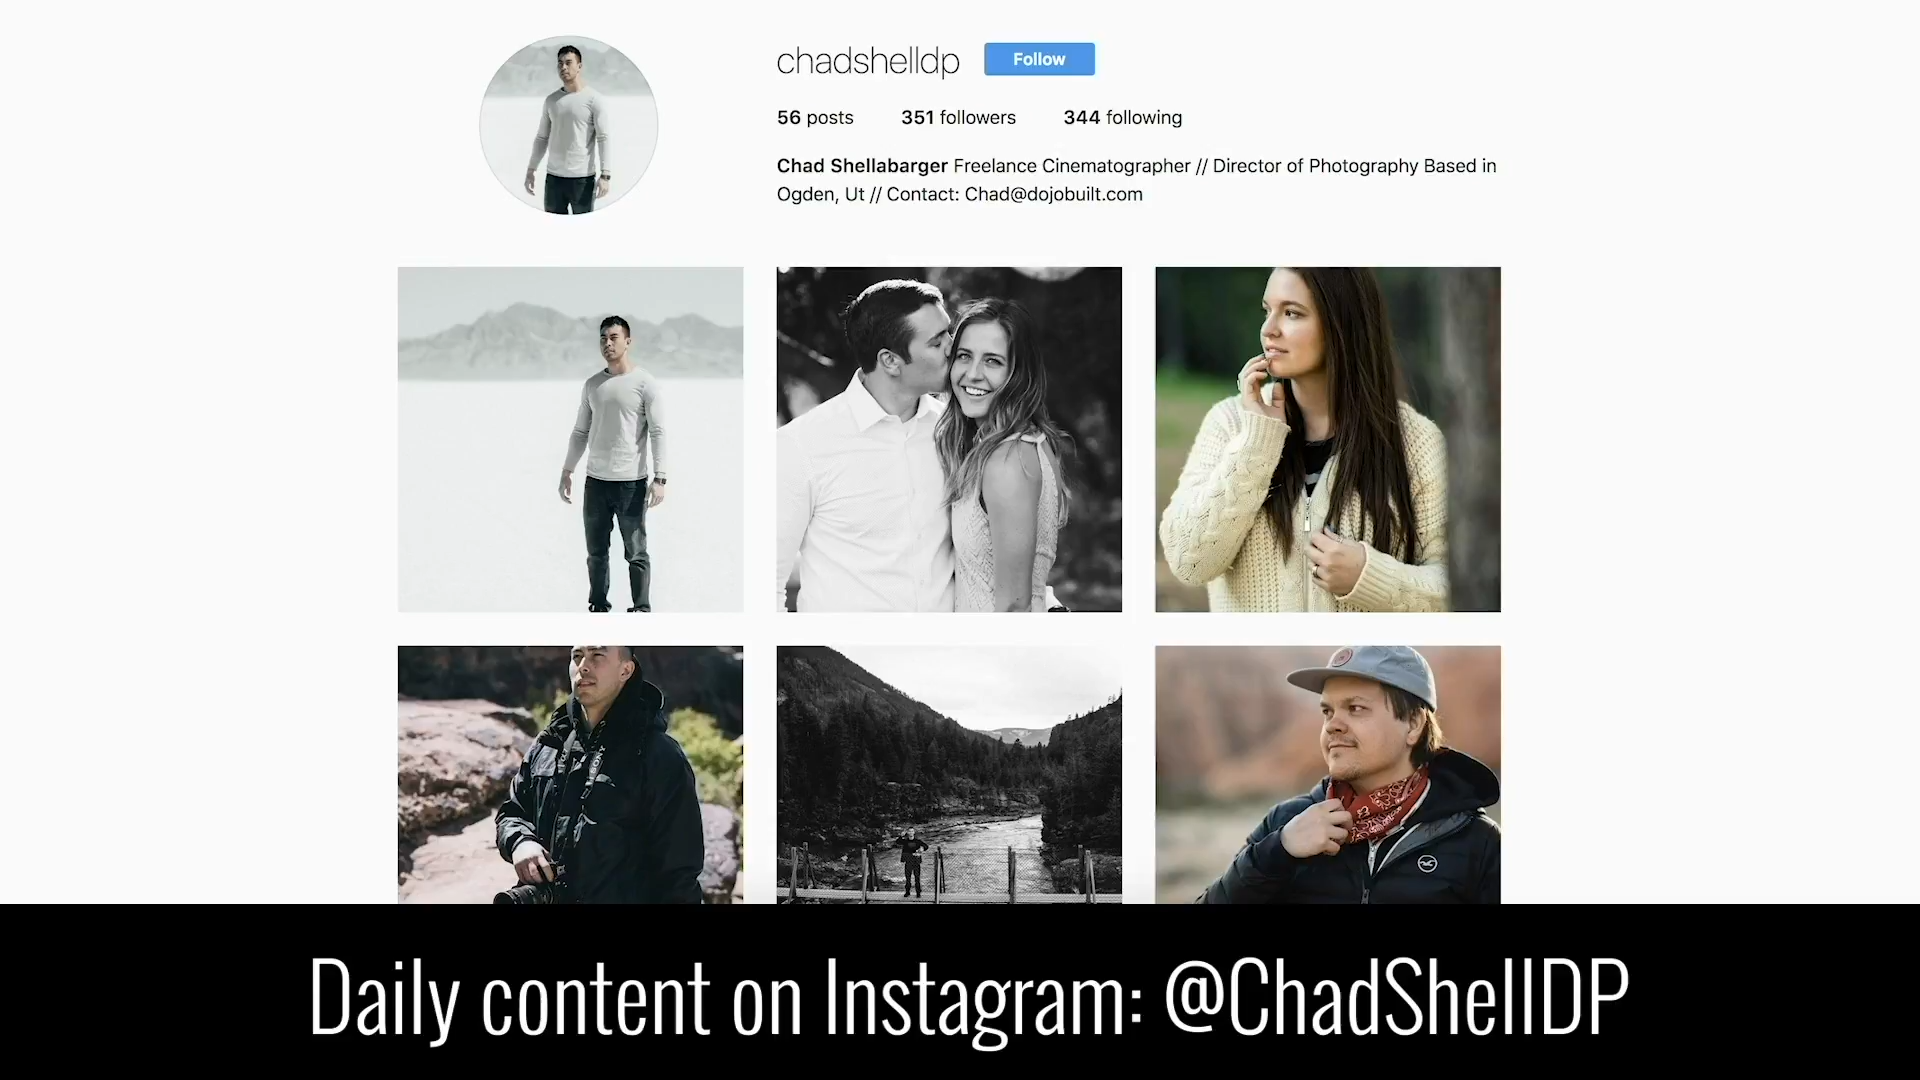 chadshelldp Follow
56 posts 351 followers 344 following
Chad Shellabarger Freelance Cinematographer // Director of Photography Based in
Ogden, Ut // Contact: Chad@dojobuilt.com
SONY
Daily content on Instagram: @ChadShellDP